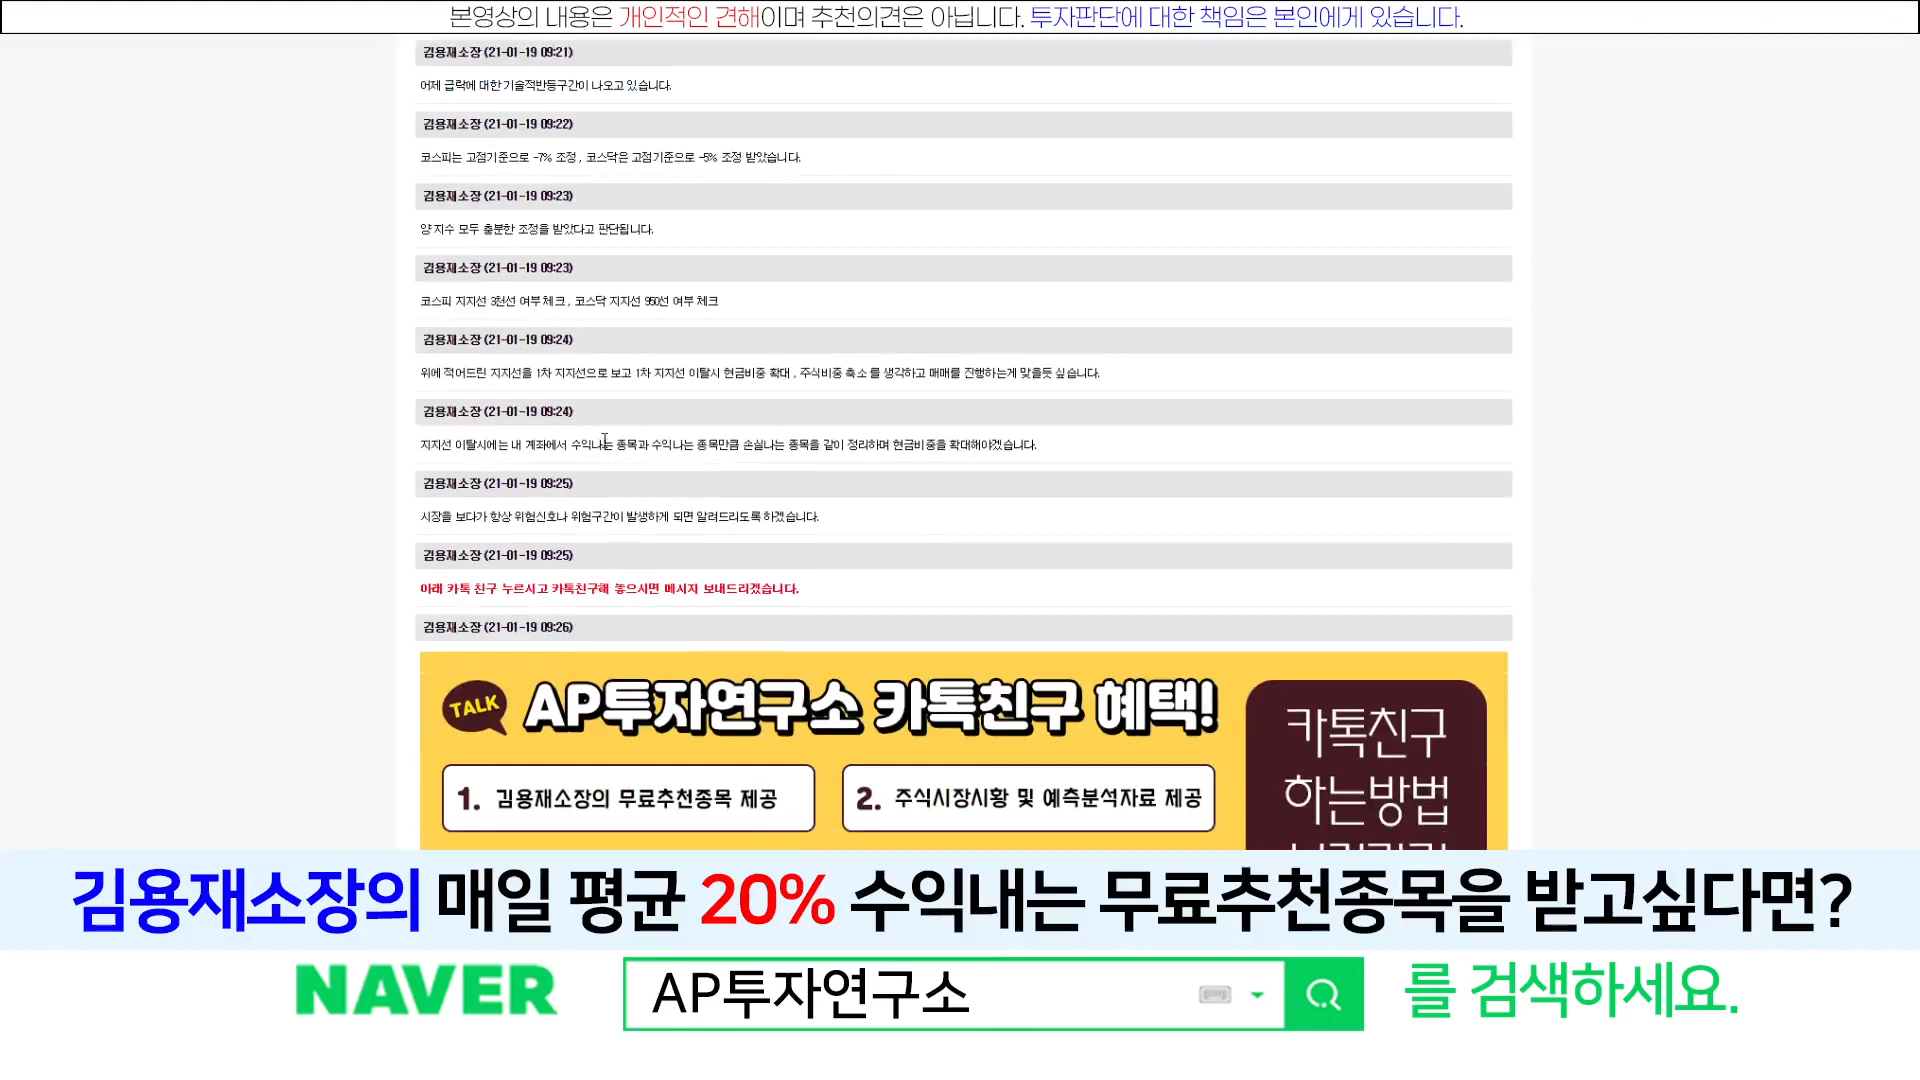 본영상의 내용은 개인적인 견해이며 추천의견은 아닙니다. 투자판단에 대한 책임은 본인에게 있습니다.
김용재소장 (21-01-19 09:21)
어제 급락에 대한 기술적반등구간이 나오고 있습니다.
김용재소장 (21-01-19 09:22)
코스피는 고점기준으로 -7% 조정 , 코스닥은 고점기준으로 -5% 조정 받았습니다.
김용재소장 (21-01-19 09:23)
양 지수 모두 충분한 조정을 받았다고 판단됩니다.
김용재소장 (21-01-19 09:23)
코스피 지지선 3천선 여부 체크 , 코스닥 지지선 950선 여부 체크
김용재소장 (21-01-19 09:24)
위에 적어드린 지지선을 1차 지지선으로 보고 1차 지지선 이탈시 현금비중 확대 , 주식비중 축소 를 생각하고 매매를 진행하는게 맞을듯 싶습니다.
김용재소장 (21-01-19 09:24)
지지선 이탈시에는 내 계좌에서 수익나는 종목과 수익나는 종목만큼 손실나는 종목을 같이 정리하며 현금비중을 확대해야겠습니다.
김용재소장 (21-01-19 09:25)
시장을 보다가 항상 위험신호나 위험구간이 발생하게 되면 알려드리도록 하겠습니다.
김용재소장 (21-01-19 09:25)
아래 카톡 친구 누르시고 카톡친구해 놓으시면 메시지 보내드리겠습니다.
김용재소장 (21-01-19 09:26)
TALK AP투자연구소 카톡친구 혜택!
1. 김용재소장의 무료추천종목 제공
2. 주식시장시황 및 예측분석자료 제공
카톡친구
하는방법
김용재소장의 매일 평균 20% 수익내는 무료추천종목을 받고싶다면?
NAVER AP투자연구소 를 검색하세요.